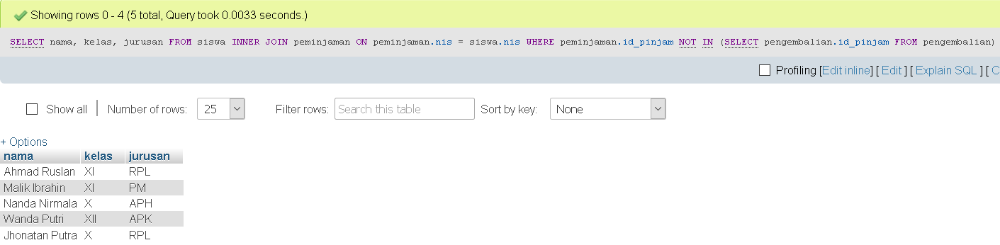 Showing rows 0 - 4 (5 total, Query took 0.0033 seconds.)
SELECT nama, kelas, jurusan FROM siswa INNER JOIN peminjaman ON peminjaman.nis = siswa.nis WHERE peminjaman.id_pinjam NOT IN (SELECT pengembalian.id_pinjam FROM pengembalian)
Profiling [Edit inline] [ Edit ] [ Explain SQL ] [ C
Show all Number of rows: 25 Filter rows: Search this table Sort by key: None
+ Options
nama kelas jurusan
Ahmad Ruslan XI RPL
Malik Ibrahin XI PM
Nanda Nirmala X APH
Wanda Putri XII APK
Jhonatan Putra X RPL